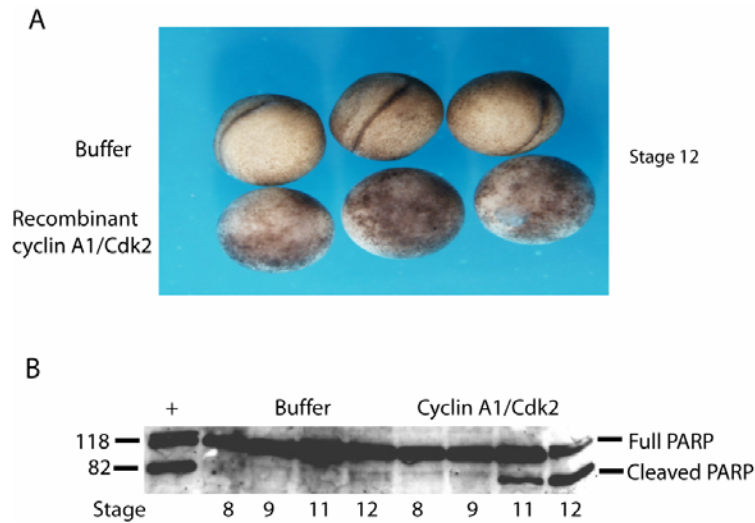 A
Buffer
Stage 12
Recombinant
cyclin A1/Cdk2
B
+ Buffer Cyclin A1/Cdk2
118 Full PARP
82 Cleaved PARP
Stage 8 9 11 12 8 9 11 12